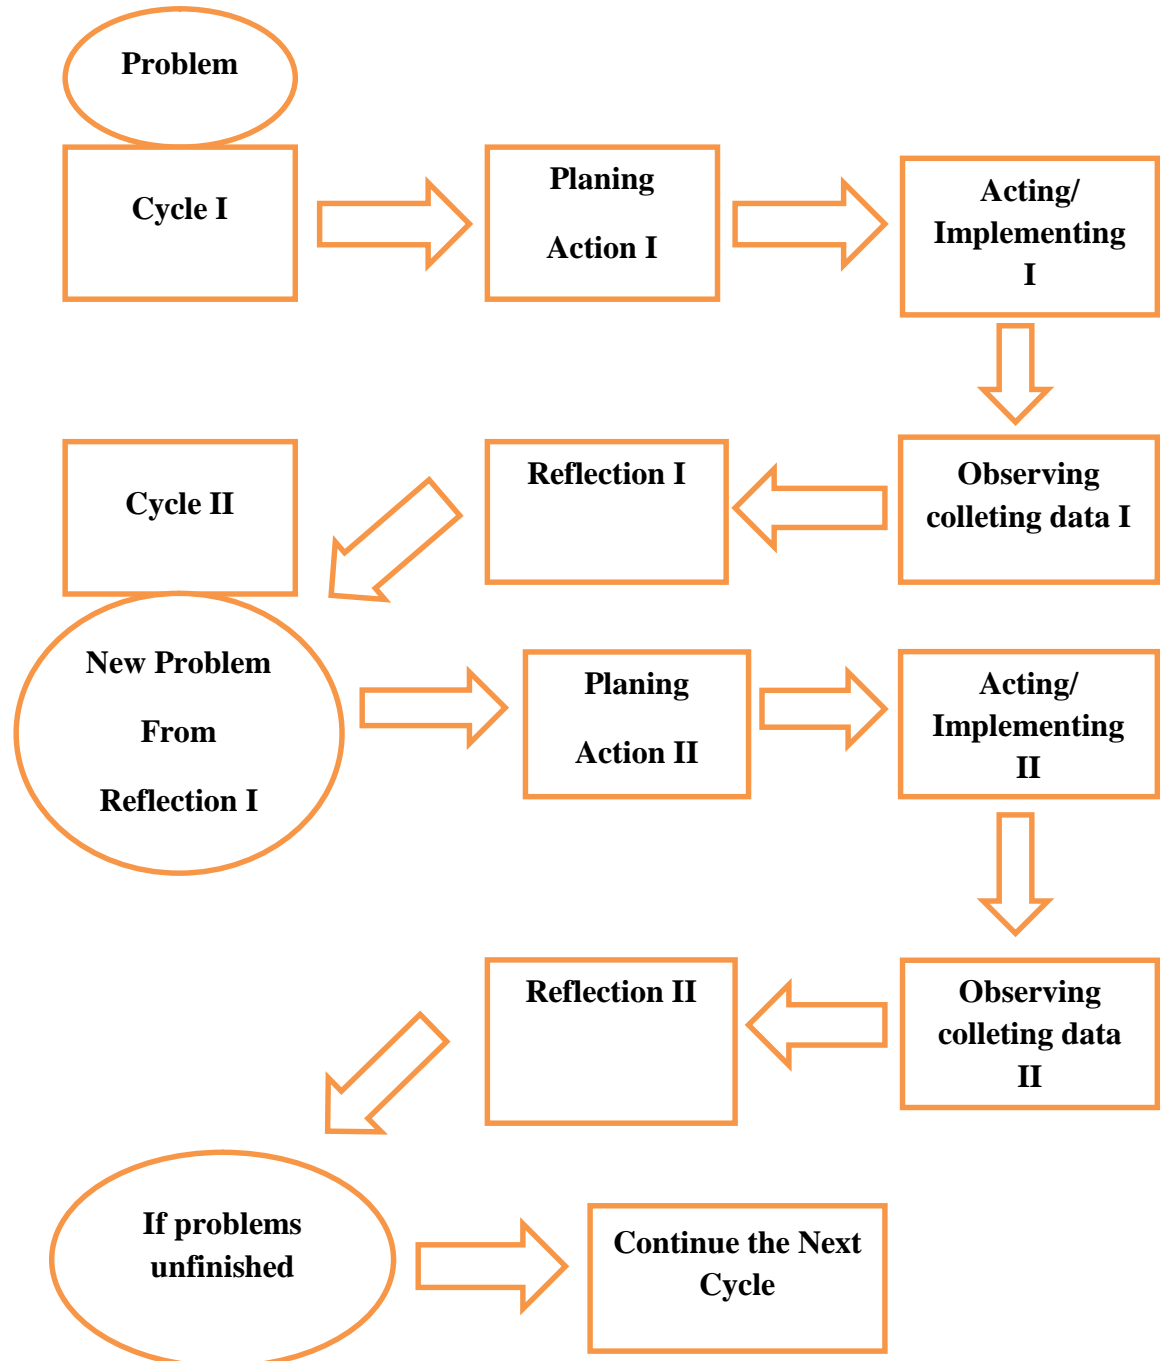 Problem
Cycle I
Planing
Action I
Acting/
Implementing
I
Observing
colleting data I
Reflection I
Cycle II
New Problem
From
Reflection I
Planing
Action II
Acting/
Implementing
II
Observing
colleting data
II
Reflection II
If problems
unfinished
Continue the Next
Cycle